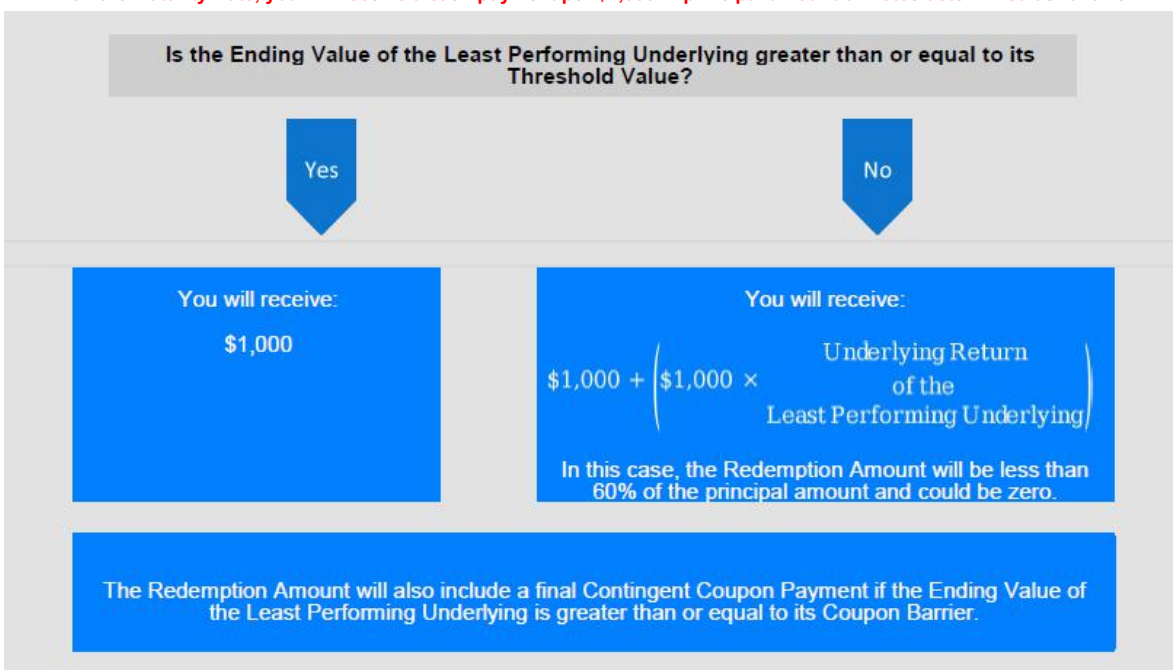 Is the Ending Value of the Least Performing Underlying greater than or equal to its
Threshold Value?
Yes
No
You will receive:
$1,000
You will receive:
$1,000 + ($1,000 × Underlying Return
of the
Least Performing Underlying)
In this case, the Redemption Amount will be less than
60% of the principal amount and could be zero.
The Redemption Amount will also include a final Contingent Coupon Payment if the Ending Value of
the Least Performing Underlying is greater than or equal to its Coupon Barrier.